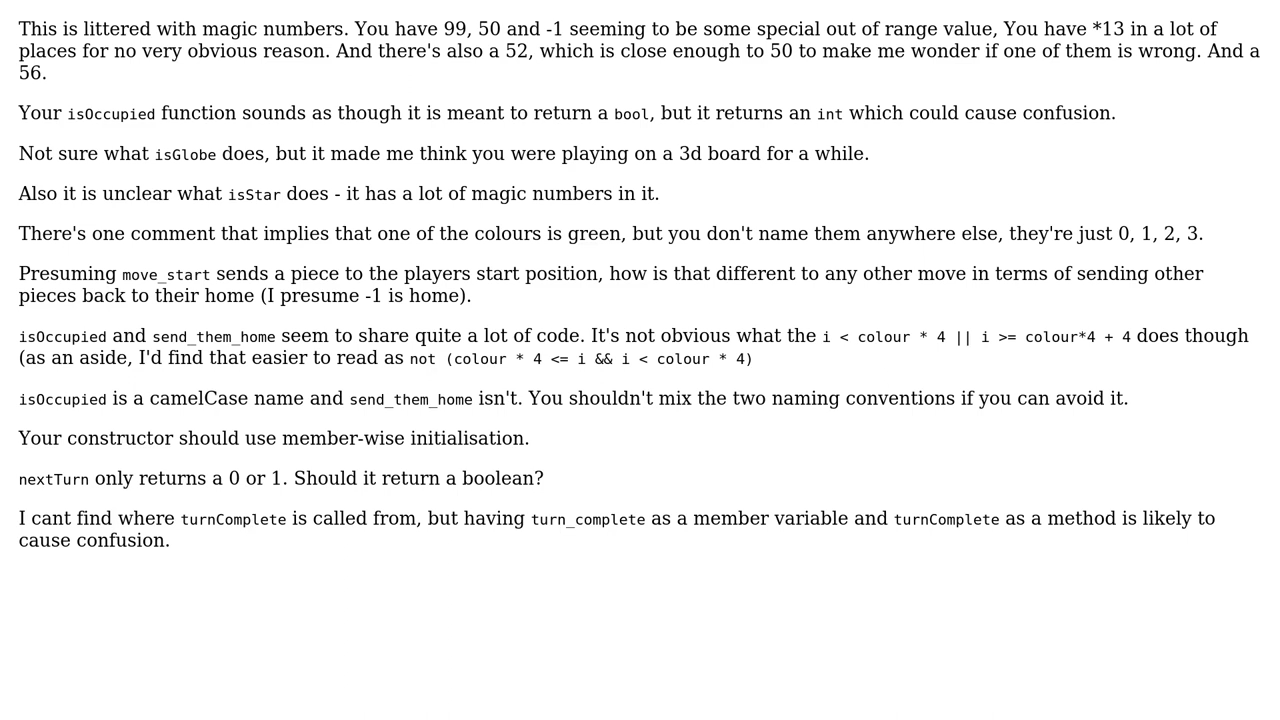 This is littered with magic numbers. You have 99, 50 and -1 seeming to be some special out of range value, You have *13 in a lot of
places for no very obvious reason. And there's also a 52, which is close enough to 50 to make me wonder if one of them is wrong. And a
56.
Your isOccupied function sounds as though it is meant to return a bool, but it returns an int which could cause confusion.
Not sure what isGlobe does, but it made me think you were playing on a 3d board for a while.
Also it is unclear what isStar does - it has a lot of magic numbers in it.
There's one comment that implies that one of the colours is green, but you don't name them anywhere else, they're just 0, 1, 2, 3.
Presuming move_start sends a piece to the players start position, how is that different to any other move in terms of sending other
pieces back to their home (I presume -1 is home).
isOccupied and send_them_home seem to share quite a lot of code. It's not obvious what the i < colour * 4 || i >= colour*4 + 4 does though
(as an aside, I'd find that easier to read as not (colour * 4 <= i && i < colour * 4)
isOccupied is a camelCase name and send_them_home isn't. You shouldn't mix the two naming conventions if you can avoid it.
Your constructor should use member-wise initialisation.
nextTurn only returns a 0 or 1. Should it return a boolean?
I cant find where turnComplete is called from, but having turn_complete as a member variable and turnComplete as a method is likely to
cause confusion.